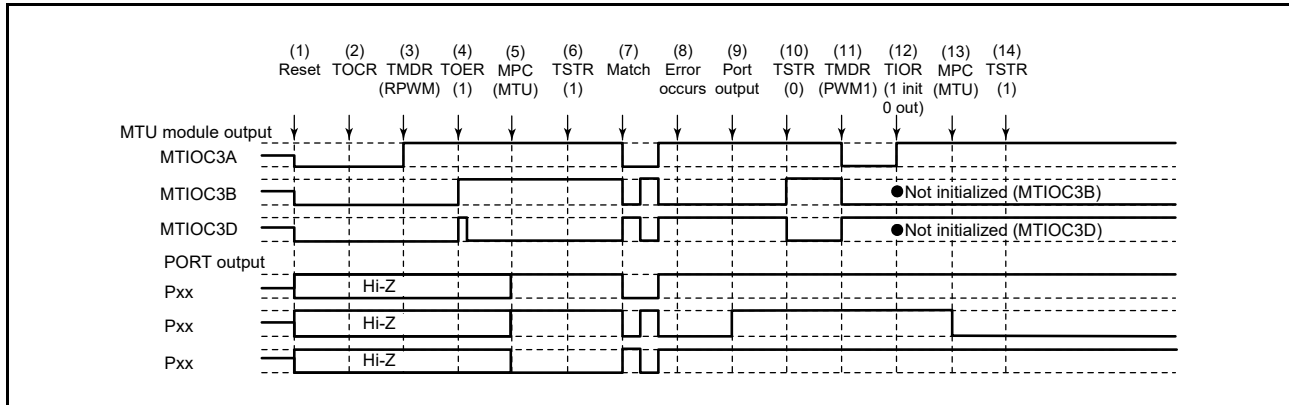 (1) (2) (3) (4) (5) (6) (7) (8) (9) (10) (11) (12) (13) (14)
Reset TOCR TMDR TOER MPC TSTR Match Error Port TSTR TMDR TIOR MPC TSTR
(RPWM) (1) (MTU) (1) occurs output (0) (PWM1) (1 init (MTU) (1)
0 out)
MTU module output
MTIOC3A
MTIOC3B ●Not initialized (MTIOC3B)
MTIOC3D ●Not initialized (MTIOC3D)
PORT output
Pxx Hi-Z
Pxx Hi-Z
Pxx Hi-Z